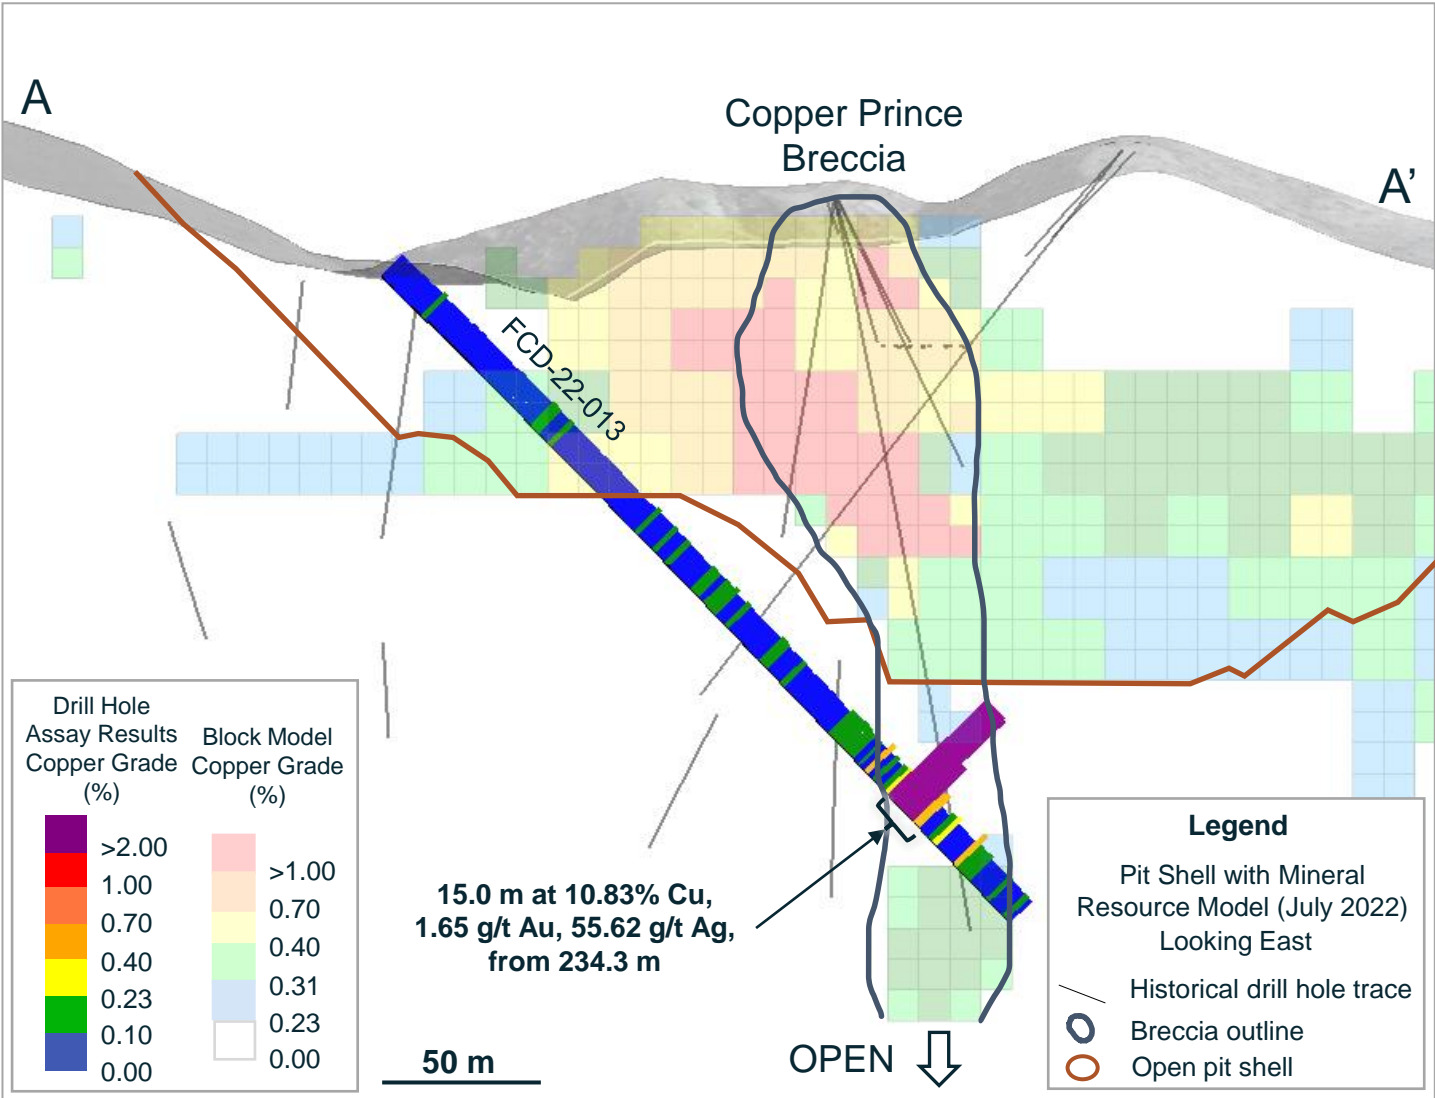 A
Copper Prince
Breccia
A’
FCD-22-013
Drill Hole
Assay Results
Copper Grade
(%)
>2.00
1.00
0.70
0.40
0.23
0.10
0.00
Block Model
Copper Grade
(%)
>1.00
0.70
0.40
0.31
0.23
0.00
15.0 m at 10.83% Cu,
1.65 g/t Au, 55.62 g/t Ag,
from 234.3 m
50 m
OPEN
Legend
Pit Shell with Mineral
Resource Model (July 2022)
Looking East
Historical drill hole trace
Breccia outline
Open pit shell